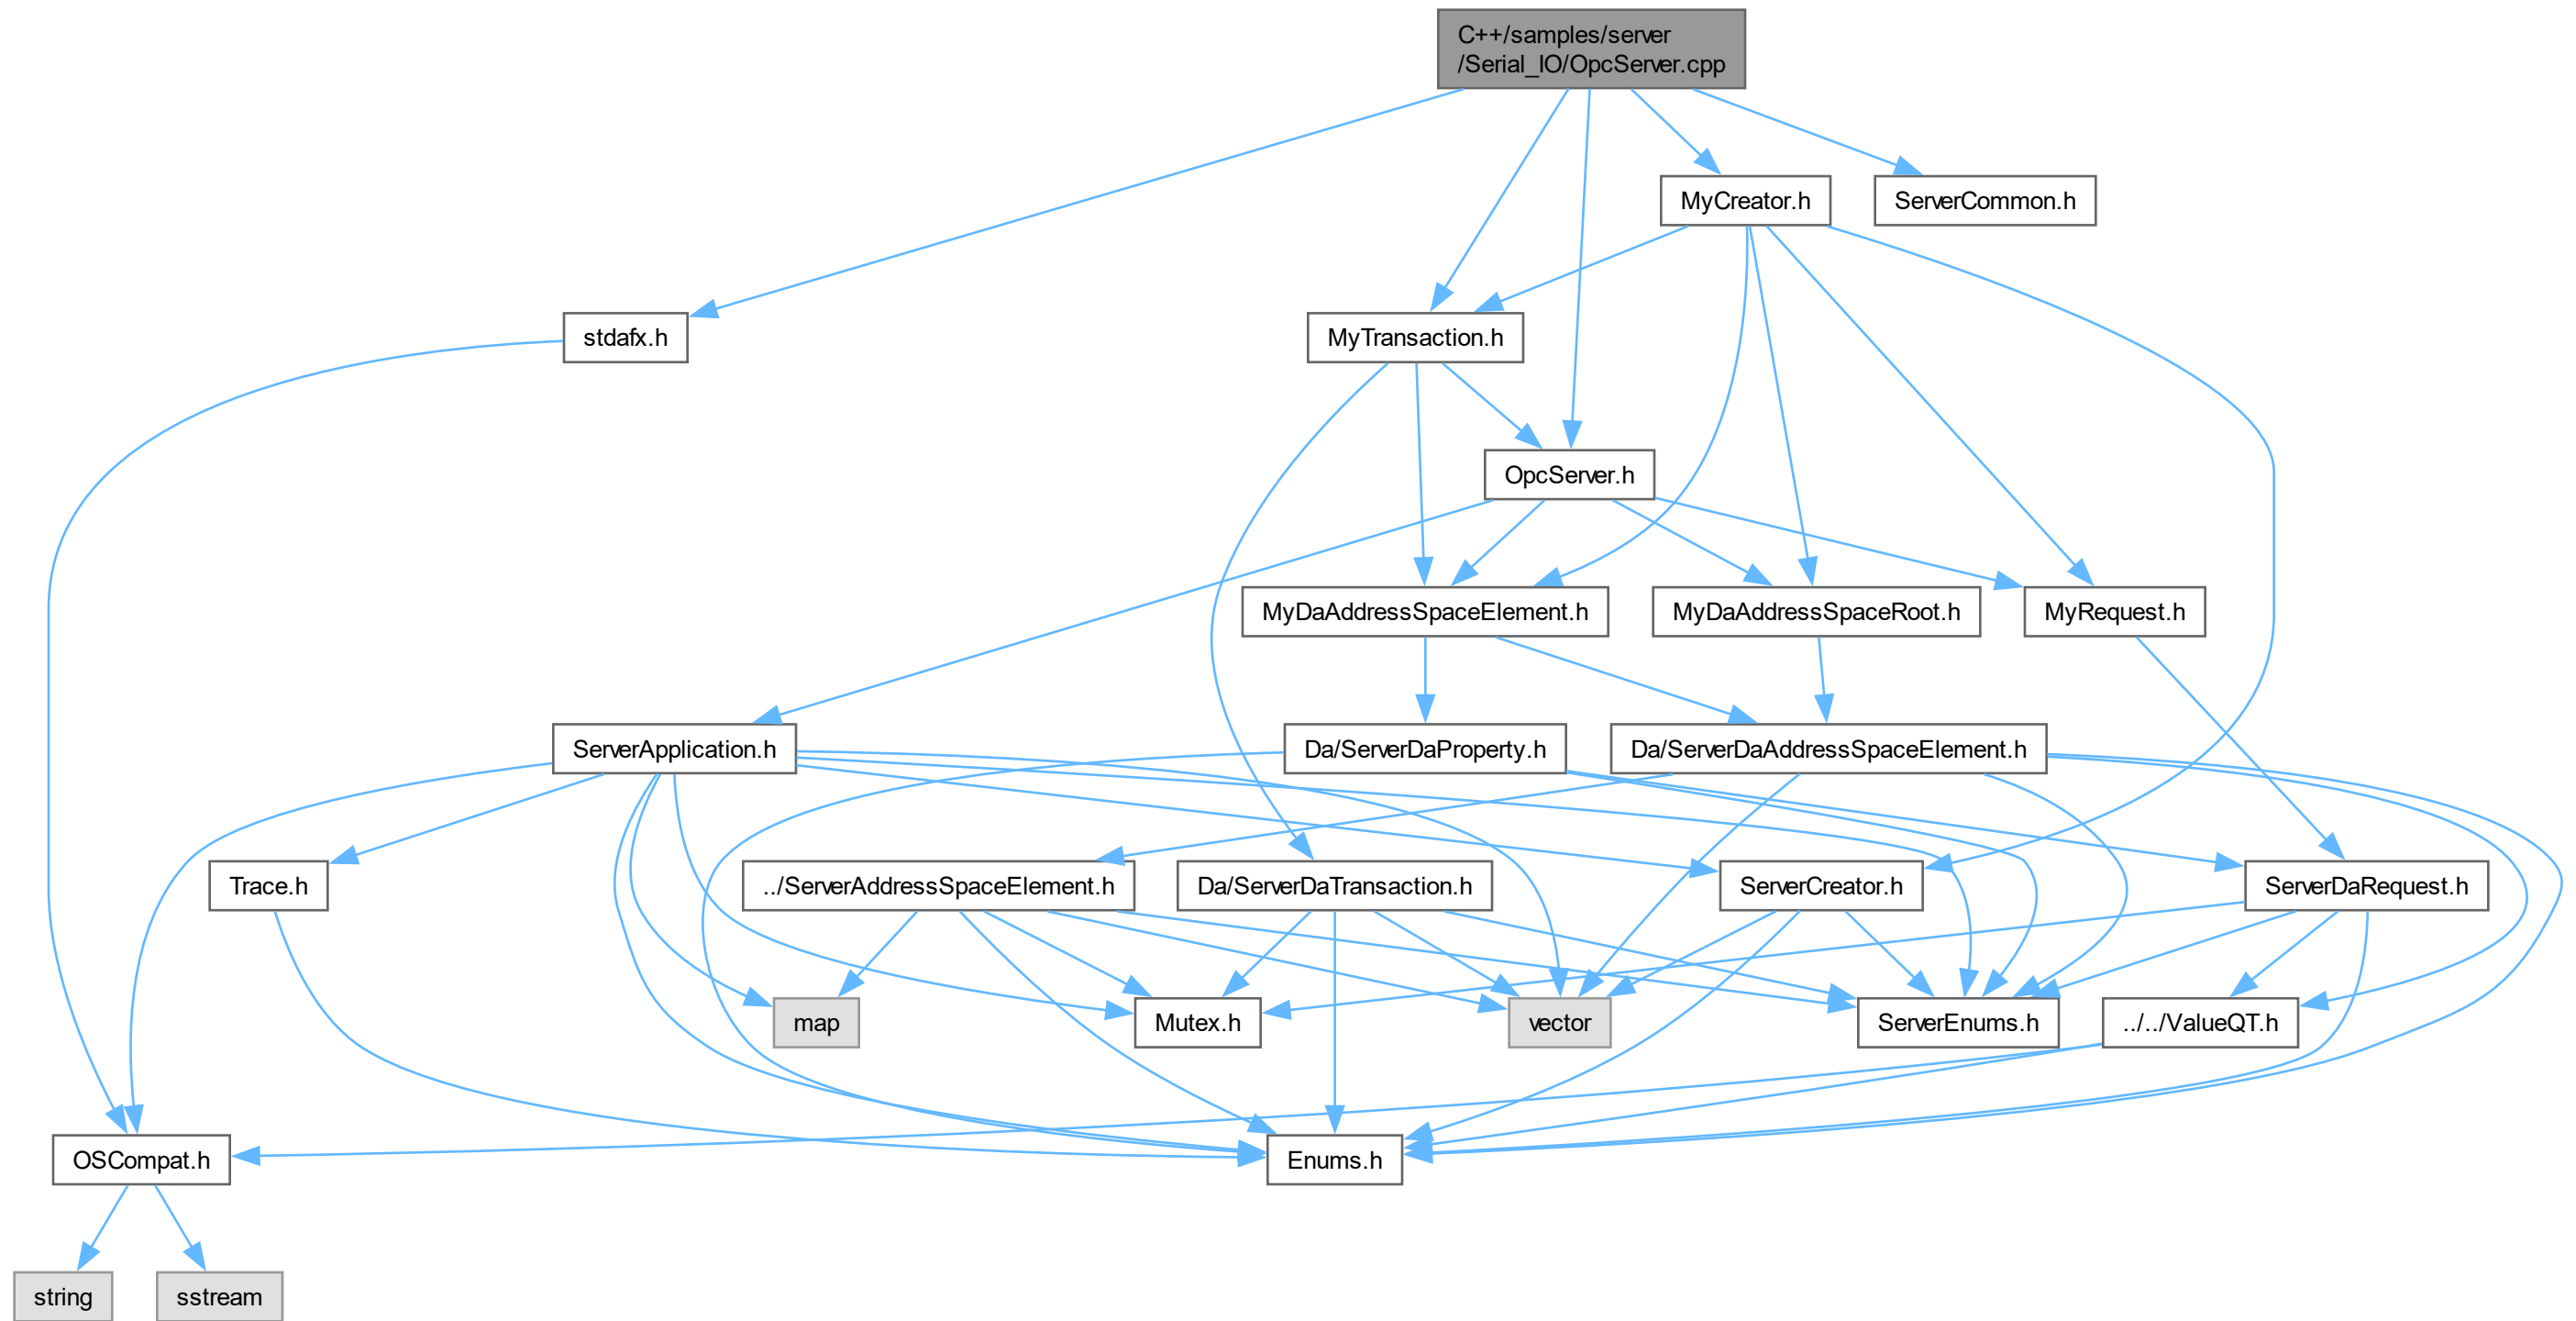 C++/samples/server
/Serial_IO/OpcServer.cpp
MyCreator.h
ServerCommon.h
stdafx.h
MyTransaction.h
OpcServer.h
MyDaAddressSpaceElement.h
MyDaAddressSpaceRoot.h
MyRequest.h
ServerApplication.h
Da/ServerDaProperty.h
Da/ServerDaAddressSpaceElement.h
Trace.h
../ServerAddressSpaceElement.h
Da/ServerDaTransaction.h
ServerCreator.h
ServerDaRequest.h
map
Mutex.h
vector
ServerEnums.h
../../ValueQT.h
OSCompat.h
Enums.h
string
sstream